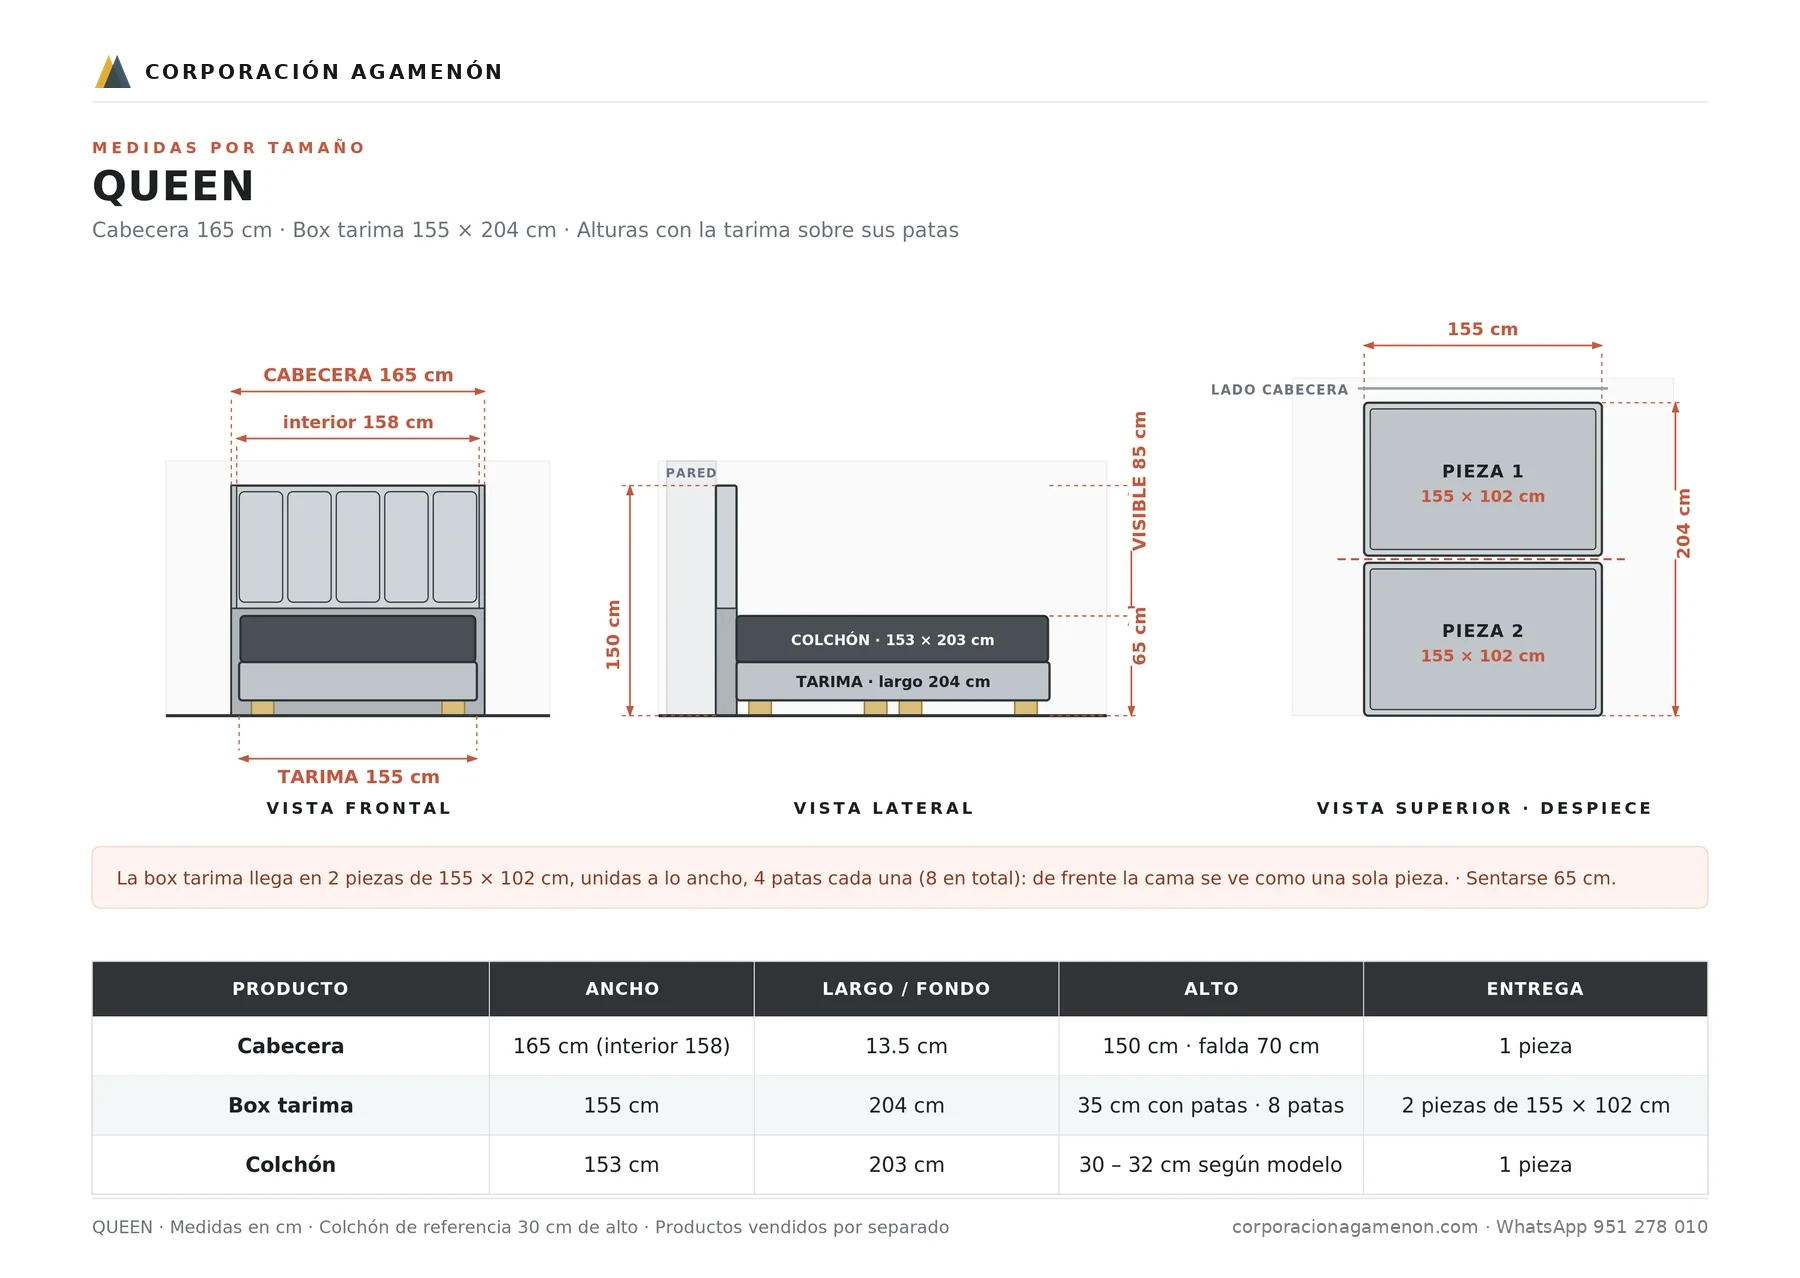 CORPORACIÓN AGAMENÓN
MEDIDAS POR TAMAÑO
QUEEN
Cabecera 165 cm · Box tarima 155 × 204 cm · Alturas con la tarima sobre sus patas
CABECERA 165 cm
interior 158 cm
TARIMA 155 cm
VISTA FRONTAL
PARED
150 cm
COLCHÓN · 153 × 203 cm
TARIMA · largo 204 cm
VISIBLE 85 cm
65 cm
VISTA LATERAL
155 cm
LADO CABECERA
PIEZA 1
155 × 102 cm
PIEZA 2
155 × 102 cm
204 cm
VISTA SUPERIOR · DESPIECE
La box tarima llega en 2 piezas de 155 × 102 cm, unidas a lo ancho, 4 patas cada una (8 en total): de frente la cama se ve como una sola pieza. · Sentarse 65 cm.
PRODUCTO ANCHO LARGO / FONDO ALTO ENTREGA
Cabecera 165 cm (interior 158) 13.5 cm 150 cm · falda 70 cm 1 pieza
Box tarima 155 cm 204 cm 35 cm con patas · 8 patas 2 piezas de 155 × 102 cm
Colchón 153 cm 203 cm 30 – 32 cm según modelo 1 pieza
QUEEN · Medidas en cm · Colchón de referencia 30 cm de alto · Productos vendidos por separado
corporacionagamenon.com · WhatsApp 951 278 010